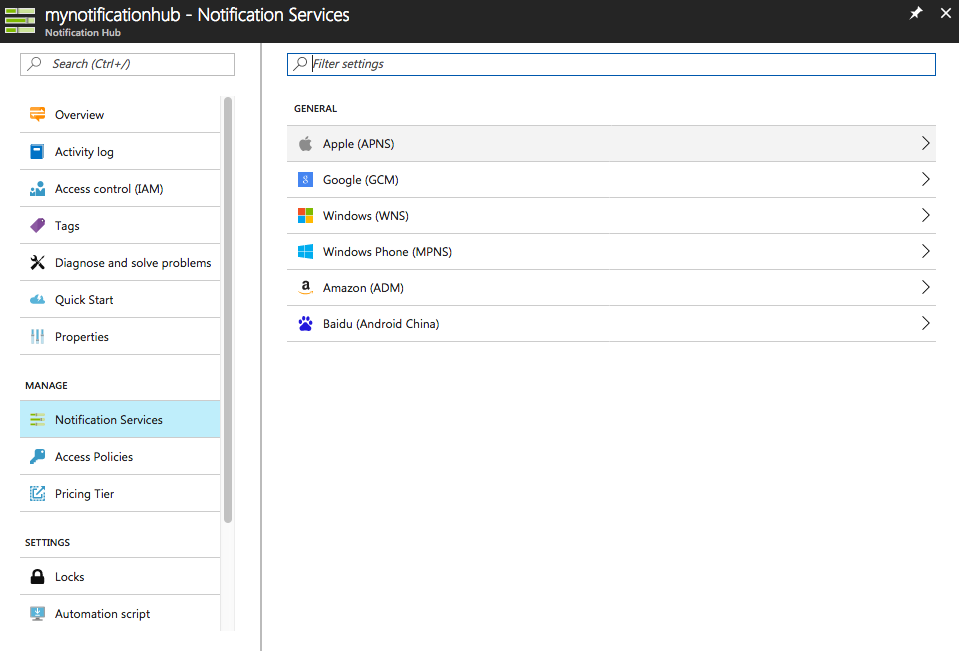 mynotificationhub - Notification Services
Notification Hub
Search (Ctrl+/)
Overview
Activity log
Access control (IAM)
Tags
Diagnose and solve problems
Quick Start
Properties
MANAGE
Notification Services
Access Policies
Pricing Tier
SETTINGS
Locks
Automation script
Filter settings
GENERAL
Apple (APNS)
Google (GCM)
Windows (WNS)
Windows Phone (MPNS)
Amazon (ADM)
Baidu (Android China)